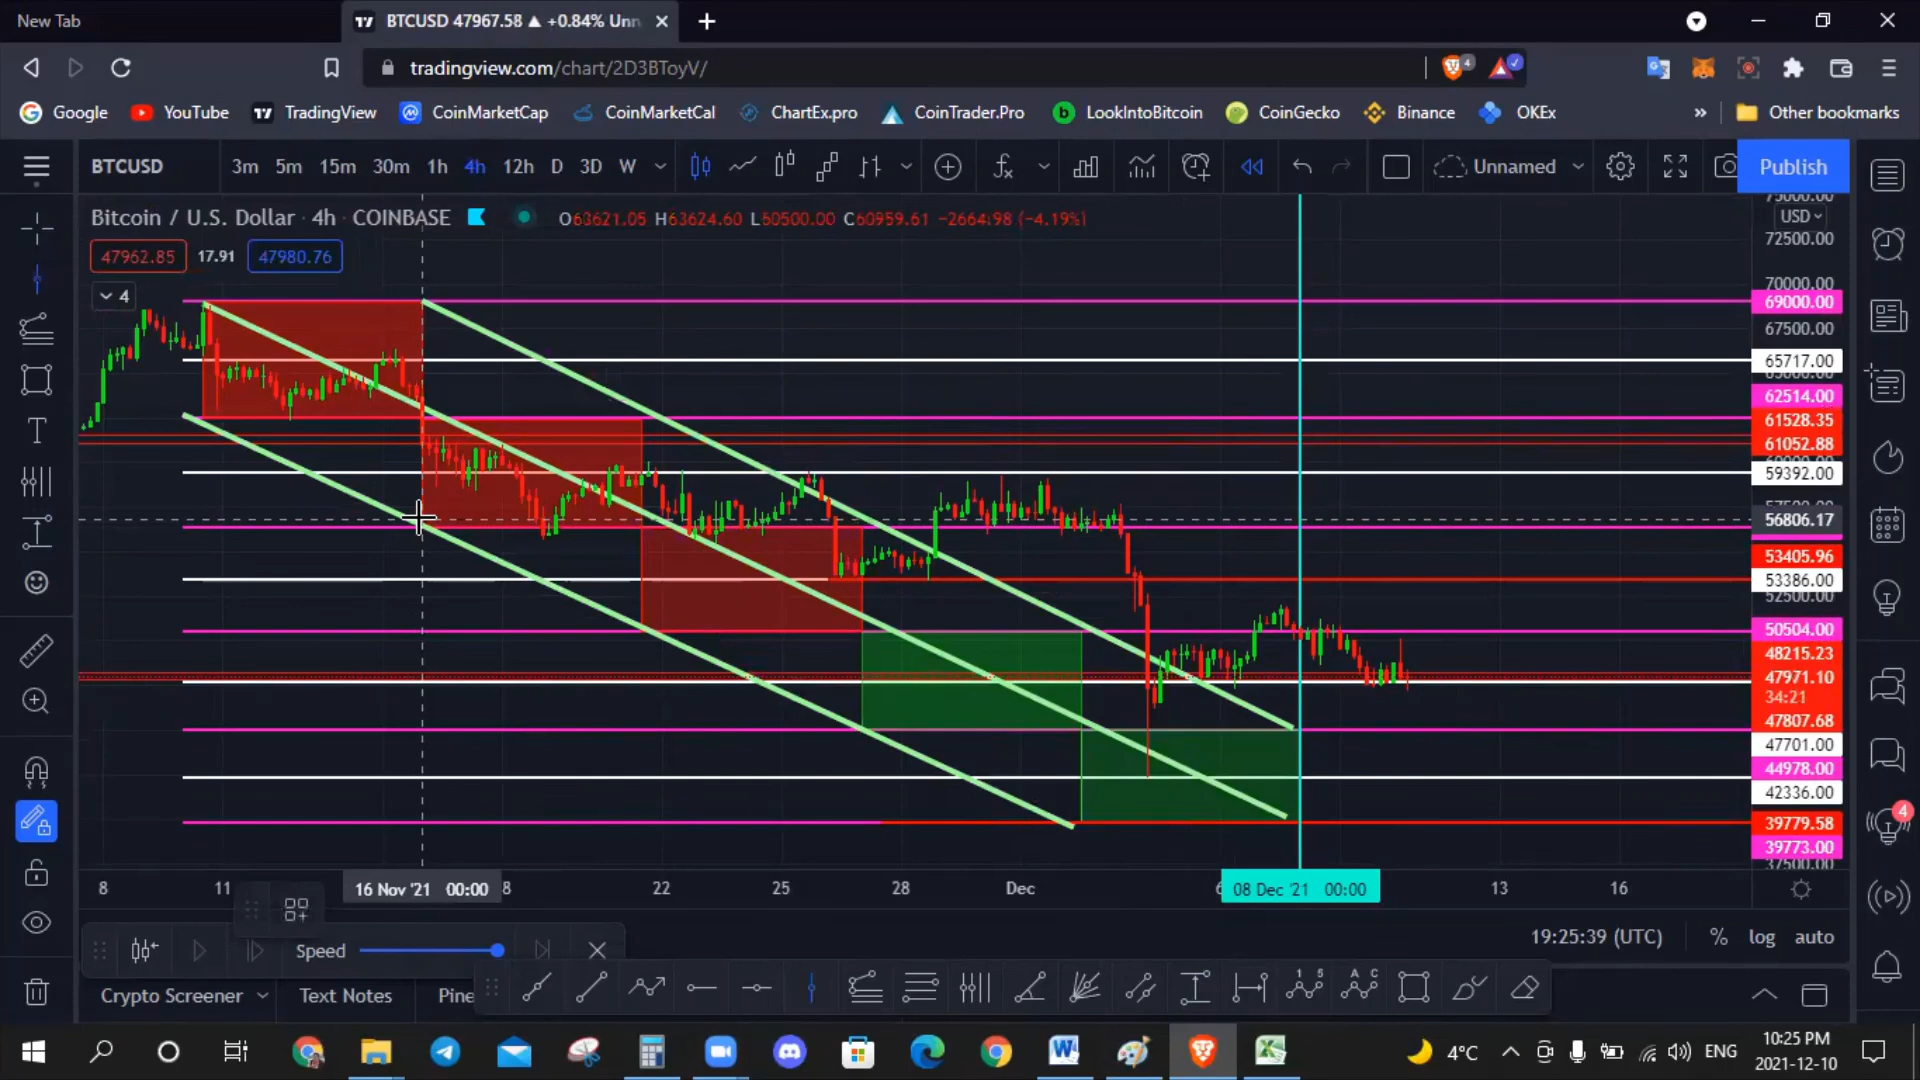 New Tab
BTCUSD 47967.58 ▲ +0.84% Unn
tradingview.com/chart/2D3BToyV/
4
Google YouTube TradingView CoinMarketCap CoinMarketCal ChartEx.pro CoinTrader.Pro LookIntoBitcoin CoinGecko Binance OKEx » Other bookmarks
BTCUSD 3m 5m 15m 30m 1h 4h 12h D 3D W Unnamed Publish
Bitcoin / U.S. Dollar · 4h · COINBASE O63621.05 H63624.60 L60500.00 C60959.61 −2664.98 (−4.19%)
47962.85 17.91 47980.76
4
USD
72500.00
70000.00
69000.00
67500.00
65717.00
62514.00
61528.35
61052.88
59392.00
56806.17
53405.96
53386.00
52500.00
50504.00
48215.23
47971.10
34:21
47807.68
47701.00
44978.00
42336.00
39779.58
39773.00
37500.00
4
8 11 16 Nov '21 00:00 8 22 25 28 Dec 6 08 Dec '21 00:00 13 16
19:25:39 (UTC) % log auto
Speed
Crypto Screener Text Notes Pine
4°C ENG
10:25 PM
2021-12-10